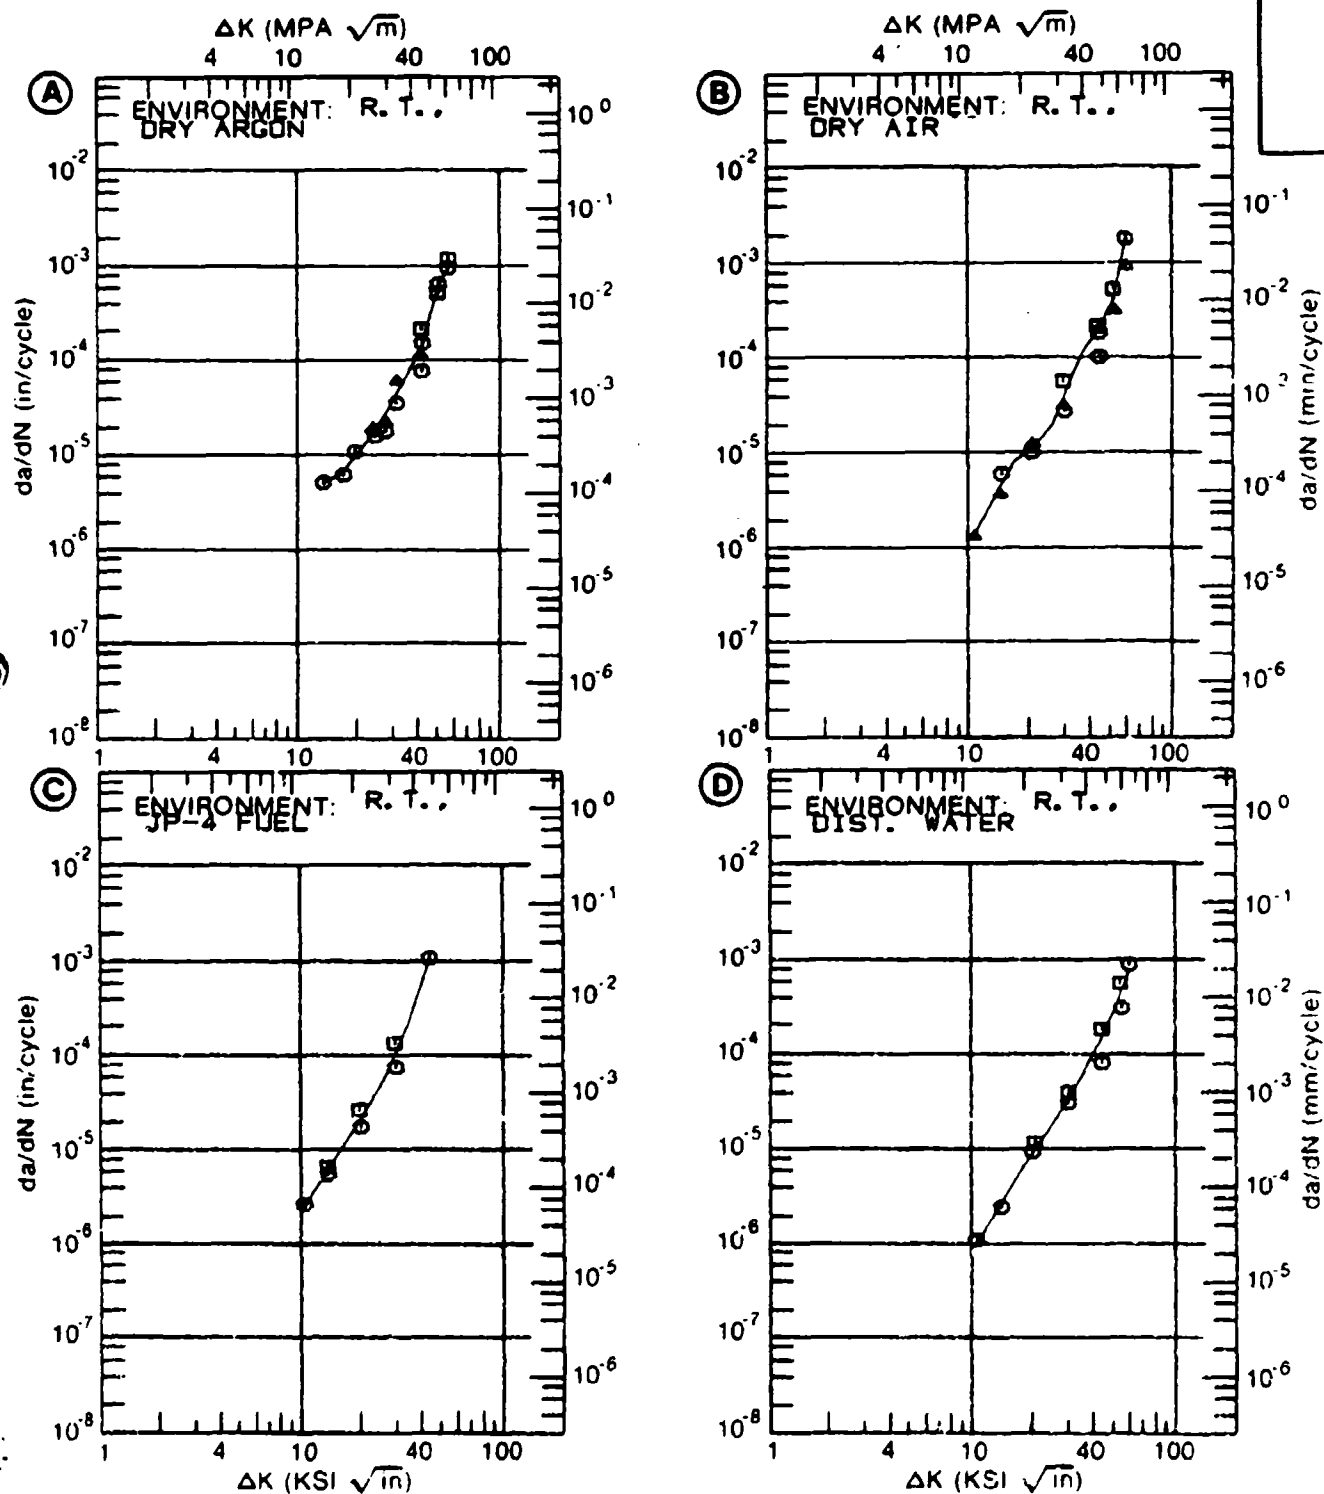 ΔK (MPA √m)
4 10 40 100
ΔK (MPA √m)
4 10 40 100
A
ENVIRONMENT: R.T.,
DRY ARGON
B
ENVIRONMENT: R.T.,
DRY AIR
10⁰
10⁻²
10⁻¹
10⁻³
10⁻²
10⁻⁴
10⁻³
10⁻⁵
10⁻⁴
10⁻⁶
10⁻⁵
10⁻⁷
10⁻⁶
10⁻⁸
da/dN (in/cycle)
1 4 10 40 100
10⁻²
10⁻¹
10⁻³
10⁻²
10⁻⁴
10⁻²
10⁻⁵
10⁻⁴
10⁻⁶
10⁻⁵
10⁻⁷
10⁻⁶
10⁻⁸
da/dN (mm/cycle)
1 4 10 40 100
C
ENVIRONMENT: R.T.,
JP-4 FUEL
D
ENVIRONMENT: R.T.,
DIST. WATER
10⁰
10⁻²
10⁻¹
10⁻³
10⁻²
10⁻⁴
10⁻³
10⁻⁵
10⁻⁴
10⁻⁶
10⁻⁵
10⁻⁷
10⁻⁶
10⁻⁸
da/dN (in/cycle)
1 4 10 40 100
ΔK (KSI √in)
10⁰
10⁻²
10⁻¹
10⁻³
10⁻²
10⁻⁴
10⁻³
10⁻⁵
10⁻⁴
10⁻⁶
10⁻⁵
10⁻⁷
10⁻⁶
10⁻⁸
da/dN (mm/cycle)
1 4 10 40 100
ΔK (KSI √in)